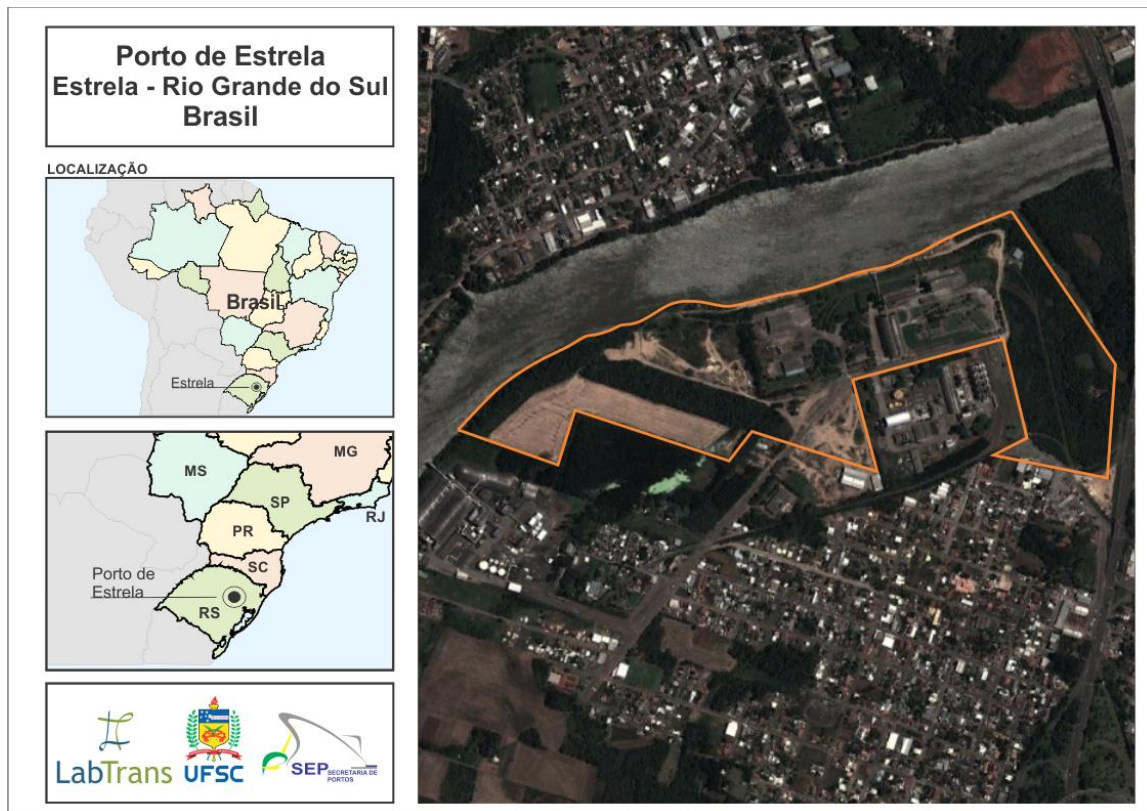 Porto de Estrela
Estrela - Rio Grande do Sul
Brasil
LOCALIZAÇÃO
Brasil
Estrela
MG
MS
SP
RJ
PR
SC
Porto de
Estrela
RS
LabTrans
UFSC
SEP SECRETARIA DE
PORTOS